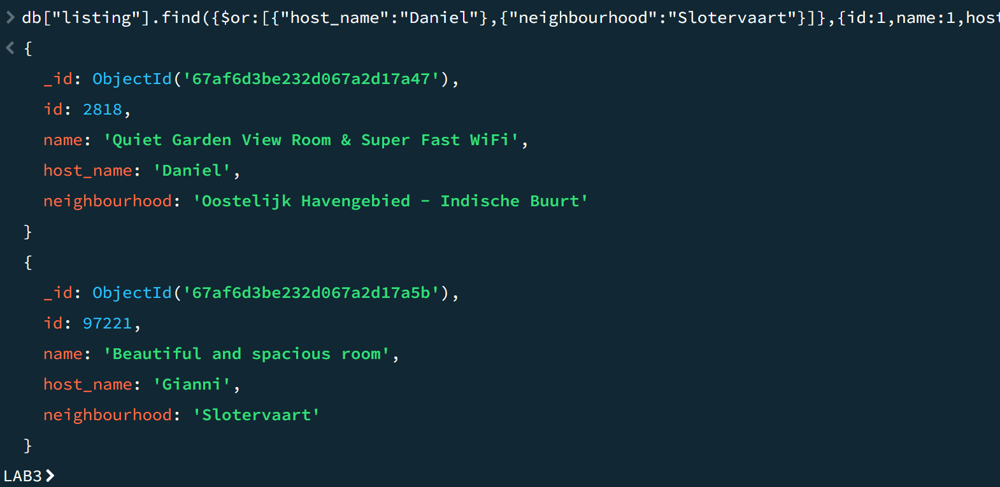 db["listing"].find({$or:[{"host_name":"Daniel"},{"neighbourhood":"Slotervaart"}]},{id:1,name:1,host
{
_id: ObjectId('67af6d3be232d067a2d17a47'),
id: 2818,
name: 'Quiet Garden View Room & Super Fast WiFi',
host_name: 'Daniel',
neighbourhood: 'Oostelijk Havengebied - Indische Buurt'
}
{
_id: ObjectId('67af6d3be232d067a2d17a5b'),
id: 97221,
name: 'Beautiful and spacious room',
host_name: 'Gianni',
neighbourhood: 'Slotervaart'
}
LAB3>